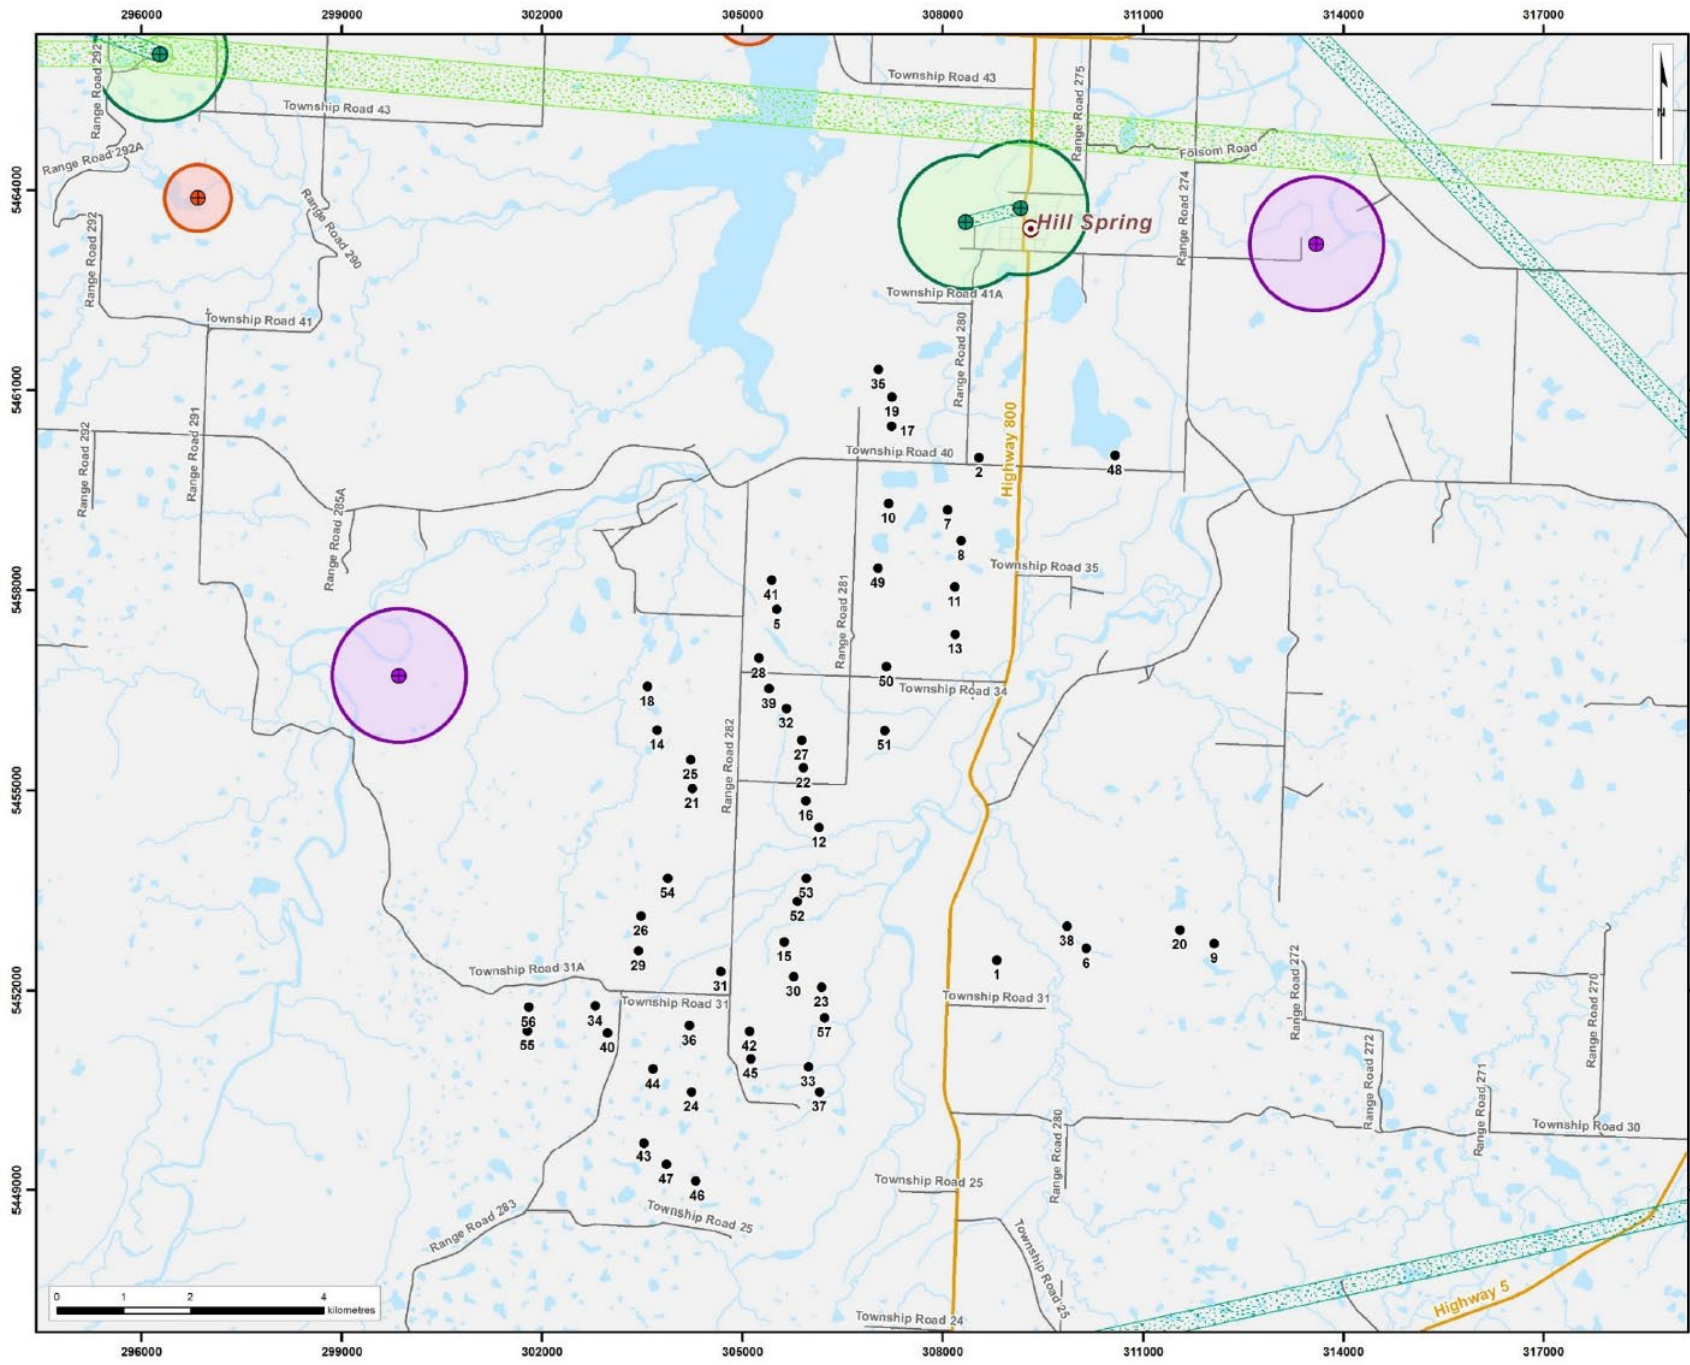 296000 299000 302000 305000 308000 311000 314000 317000
Range Road 292
Township Road 43
Township Road 43
Range Road 275
N
Range Road 292A
Folsom Road
5464000
Range Road 290
Range Road 274
Hill Spring
Range Road 292
Township Road 41A
Township Road 41
Range Road 280
35
5461000
19
17
Highway 800
Range Road 291
Range Road 292
Township Road 40
2
48
Range Road 285A
10
7
8
Township Road 35
49
5458000
41
11
5
Range Road 281
13
28
50
Township Road 34
18
39
32
14
51
27
Range Road 282
25
22
5455000
21
16
12
54
53
52
26
38
20
15
6
9
29
Township Road 31A
1
Range Road 272
31
30
5452000
Township Road 31
23
Township Road 31
Range Road 270
56
34
57
55
40
36
42
45
33
44
Range Road 272
24
37
Range Road 271
Range Road 280
Township Road 30
43
47
46
Township Road 25
5449000
Range Road 283
Township Road 25
Township Road 25
0 1 2 4
kilometres
Highway 5
Township Road 24
296000 299000 302000 305000 308000 311000 314000 317000